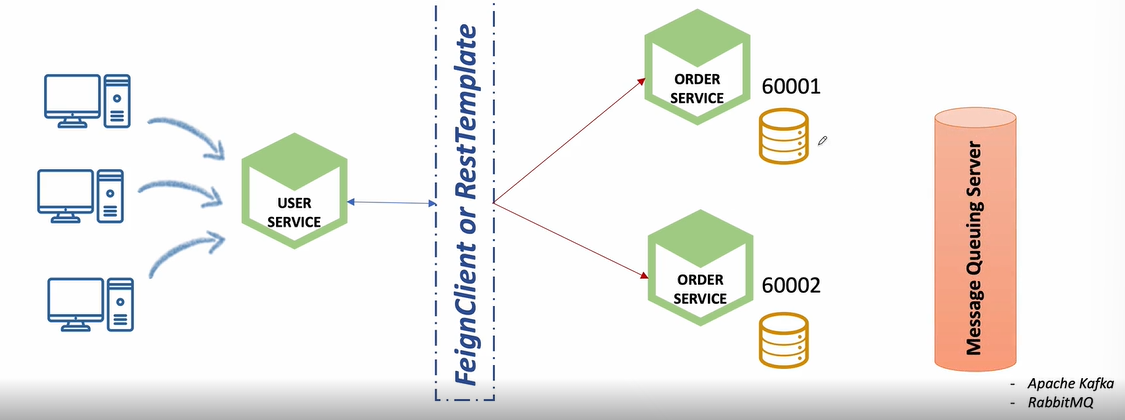 USER
SERVICE
FeignClient or RestTemplate
ORDER
SERVICE
60001
ORDER
SERVICE
60002
Message Queuing Server
- Apache Kafka
- RabbitMQ